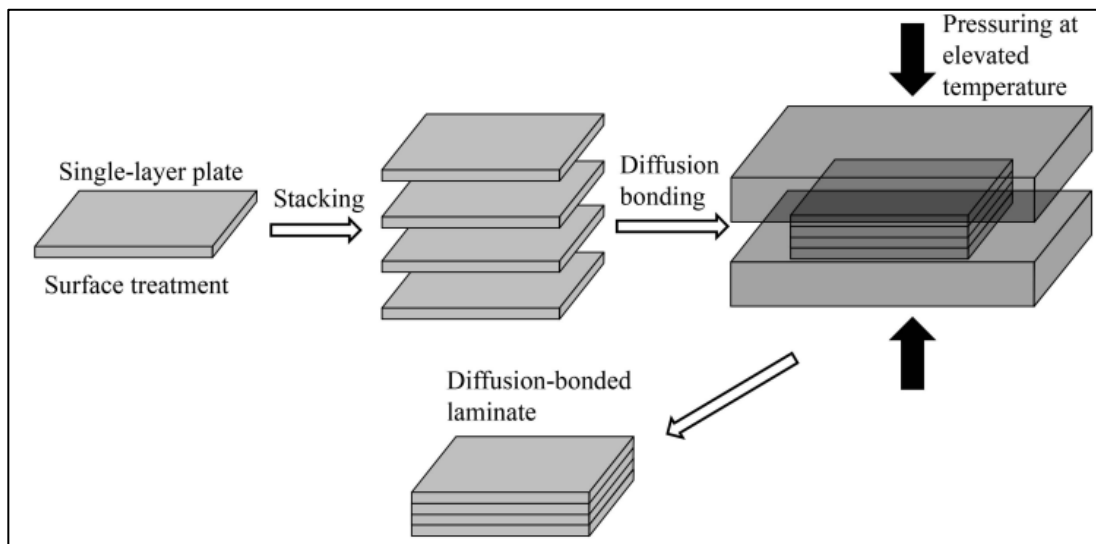 Single-layer plate
Surface treatment
Stacking
Diffusion
bonding
Pressuring at
elevated
temperature
Diffusion-bonded
laminate